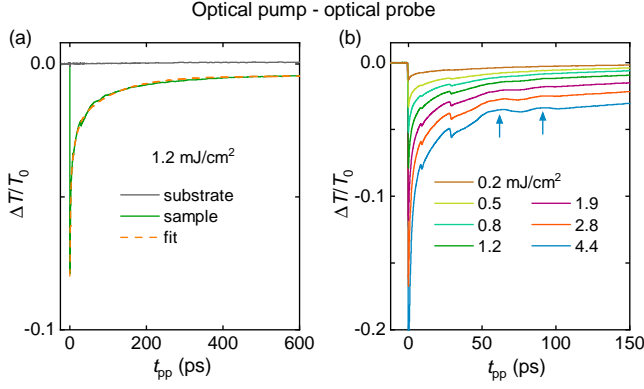 Optical pump - optical probe
(a)
0.0
-0.1
ΔT/T₀
1.2 mJ/cm²
substrate
sample
fit
0 200 400 600
tₚₚ (ps)
(b)
0.0
-0.1
-0.2
ΔT/T₀
0.2 mJ/cm²
0.5 1.9
0.8 2.8
1.2 4.4
0 50 100 150
tₚₚ (ps)